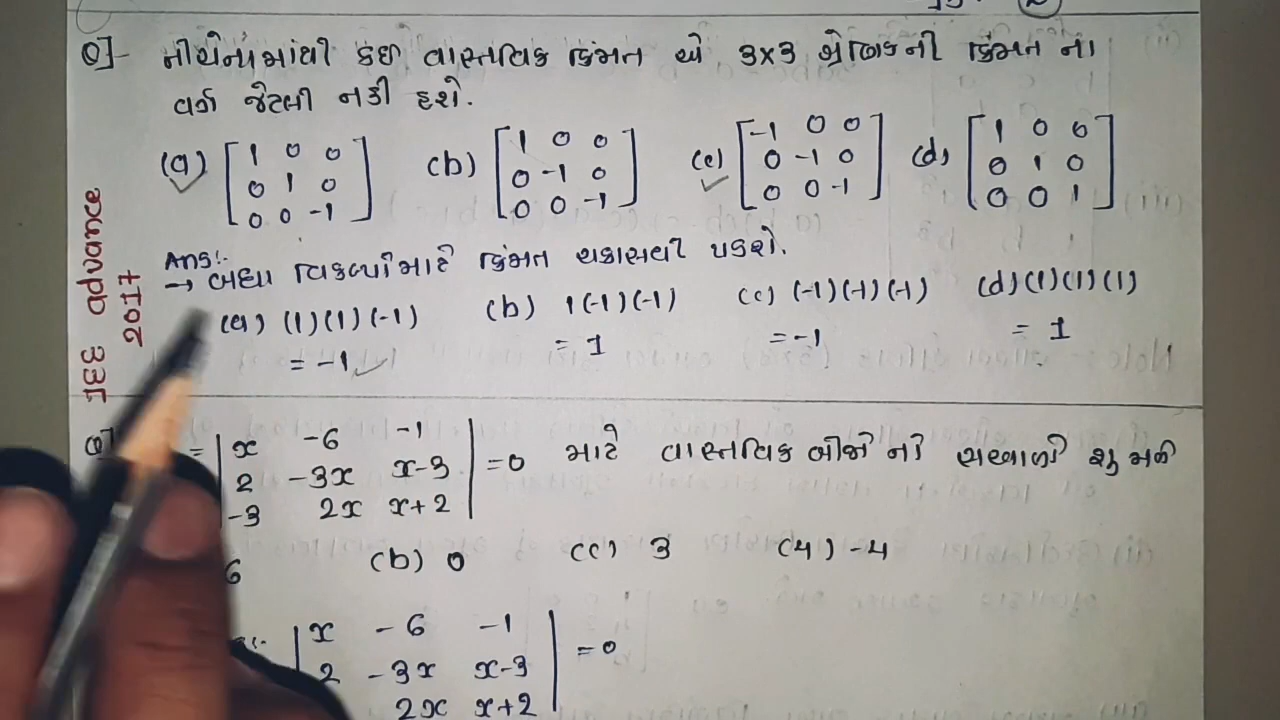 Q]- નીચેનામાંથી કઈ વાસ્તવિક કિંમત એ 3x3 શ્રેણિકની કિંમત ના
વર્ગ જેટલી નકી હશે.
(a) [ 1 0 0 (b) [ 1 0 0 (c) [ -1 0 0 (d) [ 1 0 0
0 1 0 0 -1 0 0 -1 0 0 1 0
0 0 -1 ] 0 0 -1 ] 0 0 -1 ] 0 0 1 ]
JEE advance
2017
Ans:-
→ બધા વિકલ્પો માટે કિંમત ચકાસવી પડશે.
(a) (1)(1)(-1) (b) 1(-1)(-1) (c) (-1)(-1)(-1) (d) (1)(1)(1)
= -1 = 1 = -1 = 1
Q] = | x -6 -1 | = 0 માટે વાસ્તવિક બીજો નો સરવાળો શૂ મળે
2 -3x x-3
-3 2x x+2
6 (b) 0 (c) 3 (4) -4
| x -6 -1 | = 0
2 -3x x-3
2x x+2